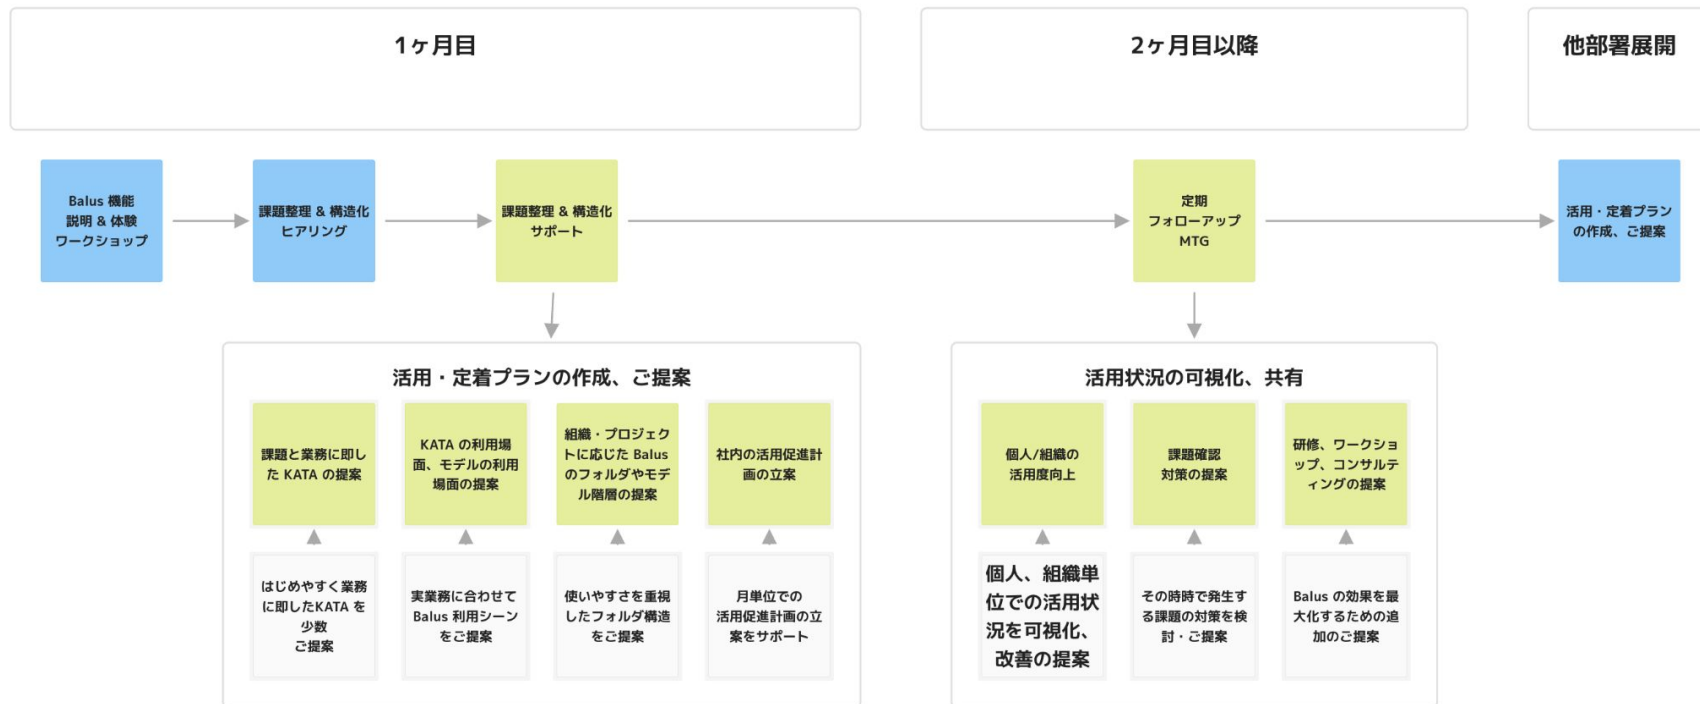 1ヶ月目
2ヶ月目以降
他部署展開
Balus 機能
説明 & 体験
ワークショップ
課題整理 & 構造化
ヒアリング
課題整理 & 構造化
サポート
定期
フォローアップ
MTG
活用・定着プラン
の作成、ご提案
活用・定着プランの作成、ご提案
課題と業務に即し
た KATA の提案
KATA の利用場
面、モデルの利用
場面の提案
組織・プロジェク
トに応じた Balus
のフォルダやモデ
ル階層の提案
社内の活用促進計
画の立案
はじめやすく業務
に即したKATA を
少数
ご提案
実業務に合わせて
Balus 利用シーン
をご提案
使いやすさを重視
したフォルダ構造
をご提案
月単位での
活用促進計画の立
案をサポート
活用状況の可視化、共有
個人/組織の
活用度向上
課題確認
対策の提案
研修、ワークショ
ップ、コンサルテ
ィングの提案
個人、組織単
位での活用状
況を可視化、
改善の提案
その時時で発生す
る課題の対策を検
討・ご提案
Balus の効果を最
大化するための追
加のご提案